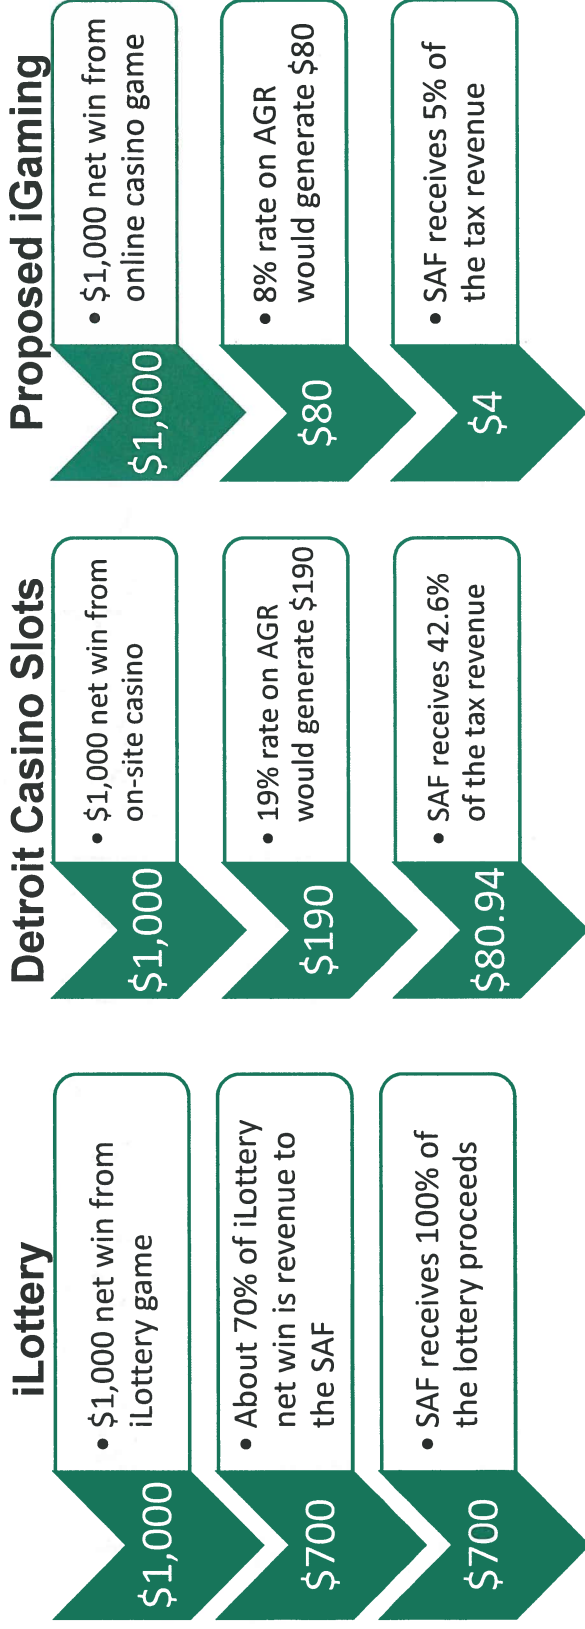 iLottery
$1,000
• $1,000 net win from
iLottery game
$700
• About 70% of iLottery
net win is revenue to
the SAF
$700
• SAF receives 100% of
the lottery proceeds
Detroit Casino Slots
$1,000
• $1,000 net win from
on-site casino
$190
• 19% rate on AGR
would generate $190
$80.94
• SAF receives 42.6%
of the tax revenue
Proposed iGaming
$1,000
• $1,000 net win from
online casino game
$80
• 8% rate on AGR
would generate $80
$4
• SAF receives 5% of
the tax revenue